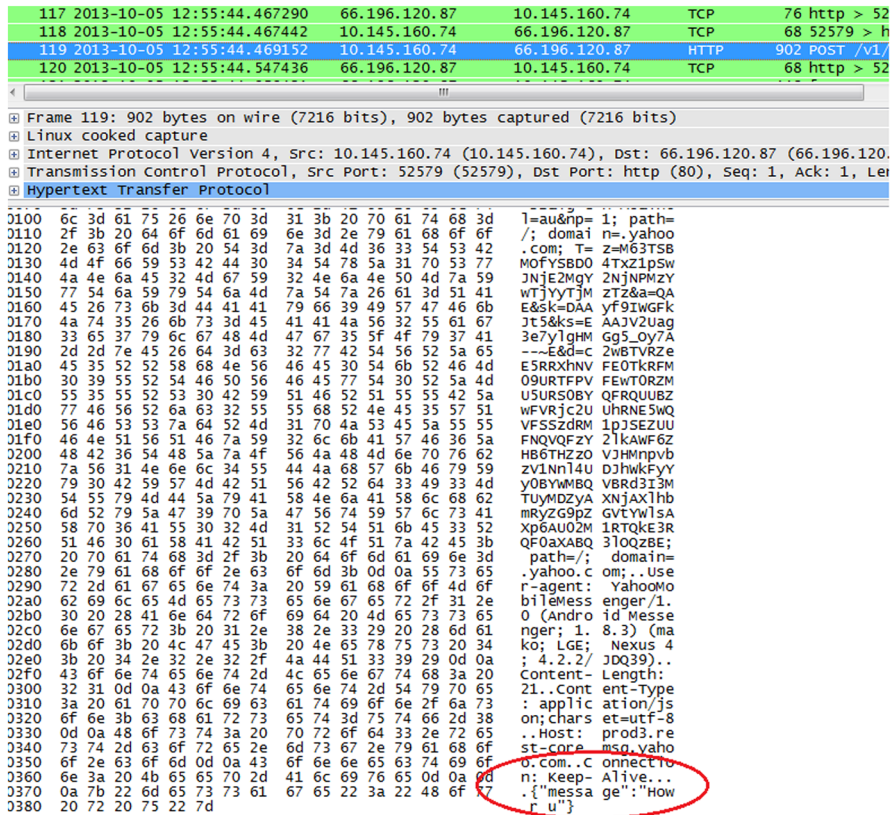 117 2013-10-05 12:55:44.467290 66.196.120.87 10.145.160.74 TCP 76 http > 52
118 2013-10-05 12:55:44.467442 10.145.160.74 66.196.120.87 TCP 68 52579 > h
119 2013-10-05 12:55:44.469152 10.145.160.74 66.196.120.87 HTTP 902 POST /v1/
120 2013-10-05 12:55:44.547436 66.196.120.87 10.145.160.74 TCP 68 http > 52
Frame 119: 902 bytes on wire (7216 bits), 902 bytes captured (7216 bits)
Linux cooked capture
Internet Protocol Version 4, Src: 10.145.160.74 (10.145.160.74), Dst: 66.196.120.87 (66.196.120.
Transmission Control Protocol, Src Port: 52579 (52579), Dst Port: http (80), Seq: 1, Ack: 1, Len
Hypertext Transfer Protocol
0100 6c 3d 61 75 26 6e 70 3d 31 3b 20 70 61 74 68 3d l=au&np= 1; path=
0110 2f 3b 20 64 6f 6d 61 69 6e 3d 2e 79 61 68 6f 6f /; domai n=.yahoo
0120 2e 63 6f 6d 3b 20 54 3d 7a 3d 4d 36 33 54 53 42 .com; T= z=M63TSB
0130 4d 4f 66 59 53 42 44 30 34 54 78 5a 31 70 53 77 MOfYSBD0 4TxZ1pSw
0140 4a 4e 6a 45 32 4d 67 59 32 4e 6a 4e 50 4d 7a 59 JNjE2MgY 2NjNPMzY
0150 77 54 6a 59 79 54 6a 4d 7a 54 7a 26 61 3d 51 41 wTjYyTjM zTz&a=QA
0160 45 26 73 6b 3d 44 41 41 79 66 39 49 57 47 46 6b E&sk=DAA yf9IWGFk
0170 4a 74 35 26 6b 73 3d 45 41 41 4a 56 32 55 61 67 Jt5&ks=E AAJV2Uag
0180 33 65 37 79 6c 67 48 4d 47 67 35 5f 4f 79 37 41 3e7ylgHM Gg5_Oy7A
0190 2d 2d 7e 45 26 64 3d 63 32 77 42 54 56 52 5a 65 --~E&d=c 2wBTVRZe
01a0 45 35 52 52 58 68 4e 56 46 45 30 54 6b 52 46 4d E5RRXhNV FE0TkRFM
01b0 30 39 55 52 54 46 50 56 46 45 77 54 30 52 5a 4d 09URTFPV FEwT0RZM
01c0 55 35 55 52 53 30 42 59 51 46 52 51 55 55 42 5a U5URS0BY QFRQUUBZ
01d0 77 46 56 52 6a 63 32 55 55 68 52 4e 45 35 57 51 wFVRjc2U UhRNE5WQ
01e0 56 46 53 53 7a 64 52 4d 31 70 4a 53 45 5a 55 55 VFSSzdRM 1pJSEZUU
01f0 46 4e 51 56 51 46 7a 59 32 6c 6b 41 57 46 36 5a FNQVQFzY 2lkAWF6Z
0200 48 42 36 54 48 5a 7a 4f 56 4a 48 4d 6e 70 76 62 HB6THZzO VJHMnpvb
0210 7a 56 31 4e 6e 6c 34 55 44 4a 68 57 6b 46 79 59 zV1Nnl4U DJhWkFyY
0220 79 30 42 59 57 4d 42 51 56 42 52 64 33 49 33 4d y0BYWMBQ VBRd3I3M
0230 54 55 79 4d 44 5a 79 41 58 4e 6a 41 58 6c 68 62 TUyMDZyA XNjAXlhb
0240 6d 52 79 5a 47 39 70 5a 47 56 74 59 57 6c 73 41 mRyZG9pZ GVtYWlsA
0250 58 70 36 41 55 30 32 4d 31 52 54 51 6b 45 33 52 Xp6AU02M 1RTQkE3R
0260 51 46 30 61 58 41 42 51 33 6c 4f 51 7a 42 45 3b QF0aXABQ 3lOQzBE;
0270 20 70 61 74 68 3d 2f 3b 20 64 6f 6d 61 69 6e 3d path=/; domain=
0280 2e 79 61 68 6f 6f 2e 63 6f 6d 3b 0d 0a 55 73 65 .yahoo.c om;..Use
0290 72 2d 61 67 65 6e 74 3a 20 59 61 68 6f 6f 4d 6f r-agent: YahooMo
02a0 62 69 6c 65 4d 65 73 73 65 6e 67 65 72 2f 31 2e bileMess enger/1.
02b0 30 20 28 41 6e 64 72 6f 69 64 20 4d 65 73 73 65 0 (Andro id Messe
02c0 6e 67 65 72 3b 20 31 2e 38 2e 33 29 20 28 6d 61 nger; 1. 8.3) (ma
02d0 6b 6f 3b 20 4c 47 45 3b 20 4e 65 78 75 73 20 34 ko; LGE; Nexus 4
02e0 3b 20 34 2e 32 2e 32 2f 4a 44 51 33 39 29 0d 0a ; 4.2.2/ JDQ39)..
02f0 43 6f 6e 74 65 6e 74 2d 4c 65 6e 67 74 68 3a 20 Content- Length:
0300 32 31 0d 0a 43 6f 6e 74 65 6e 74 2d 54 79 70 65 21..Cont ent-Type
0310 3a 20 61 70 70 6c 69 63 61 74 69 6f 6e 2f 6a 73 : applic ation/js
0320 6f 6e 3b 63 68 61 72 73 65 74 3d 75 74 66 2d 38 on;chars et=utf-8
0330 0d 0a 48 6f 73 74 3a 20 70 72 6f 64 33 2e 72 65 ..Host: prod3.re
0340 73 74 2d 63 6f 72 65 2e 6d 73 67 2e 79 61 68 6f st-core. msg.yaho
0350 6f 2e 63 6f 6d 0d 0a 43 6f 6e 6e 65 63 74 69 6f o.com..C onnectio
0360 6e 3a 20 4b 65 65 70 2d 41 6c 69 76 65 0d 0a 0d n: Keep- Alive...
0370 0a 7b 22 6d 65 73 73 61 67 65 22 3a 22 48 6f 77 .{"messa ge":"How
0380 20 72 20 75 22 7d r u"}